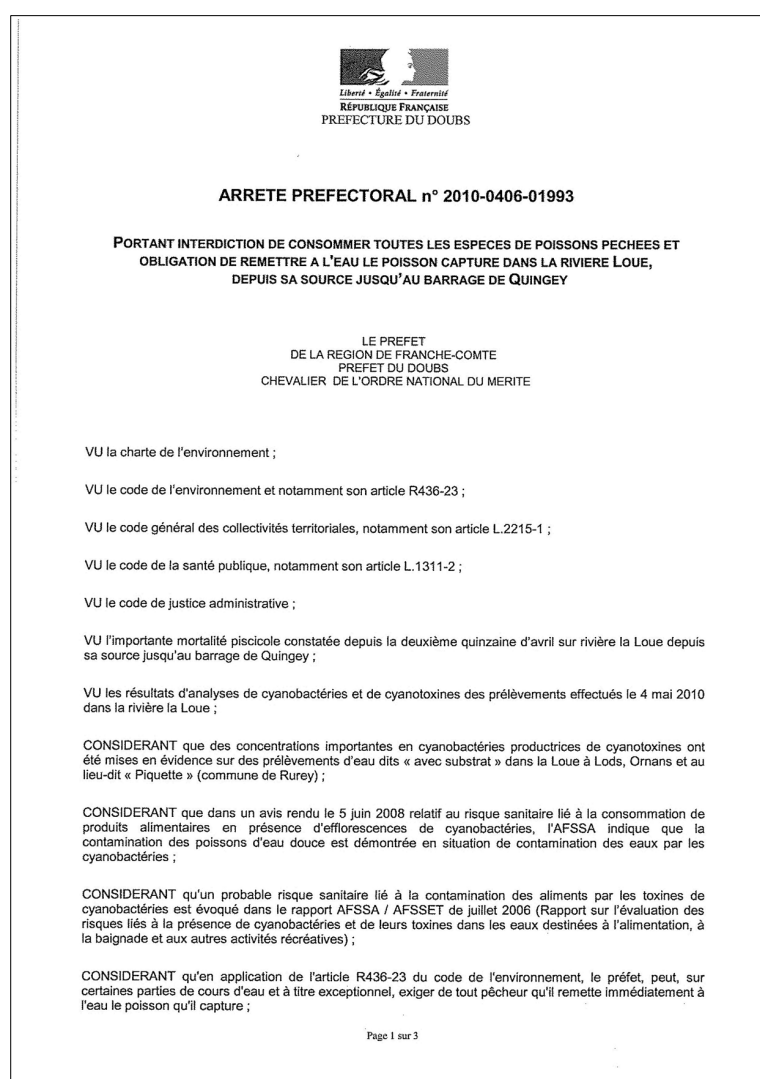 Liberté • Égalité • Fraternité
RÉPUBLIQUE FRANÇAISE
PREFECTURE DU DOUBS
ARRETE PREFECTORAL n° 2010-0406-01993
PORTANT INTERDICTION DE CONSOMMER TOUTES LES ESPECES DE POISSONS PECHEES ET
OBLIGATION DE REMETTRE A L'EAU LE POISSON CAPTURE DANS LA RIVIERE LOUE,
DEPUIS SA SOURCE JUSQU'AU BARRAGE DE QUINGEY
LE PREFET
DE LA REGION DE FRANCHE-COMTE
PREFET DU DOUBS
CHEVALIER DE L'ORDRE NATIONAL DU MERITE
VU la charte de l'environnement ;
VU le code de l'environnement et notamment son article R436-23 ;
VU le code général des collectivités territoriales, notamment son article L.2215-1 ;
VU le code de la santé publique, notamment son article L.1311-2 ;
VU le code de justice administrative ;
VU l'importante mortalité piscicole constatée depuis la deuxième quinzaine d'avril sur rivière la Loue depuis
sa source jusqu'au barrage de Quingey ;
VU les résultats d'analyses de cyanobactéries et de cyanotoxines des prélèvements effectués le 4 mai 2010
dans la rivière la Loue ;
CONSIDERANT que des concentrations importantes en cyanobactéries productrices de cyanotoxines ont
été mises en évidence sur des prélèvements d'eau dits « avec substrat » dans la Loue à Lods, Ornans et au
lieu-dit « Piquette » (commune de Rurey) ;
CONSIDERANT que dans un avis rendu le 5 juin 2008 relatif au risque sanitaire lié à la consommation de
produits alimentaires en présence d'efflorescences de cyanobactéries, l'AFSSA indique que la
contamination des poissons d'eau douce est démontrée en situation de contamination des eaux par les
cyanobactéries ;
CONSIDERANT qu'un probable risque sanitaire lié à la contamination des aliments par les toxines de
cyanobactéries est évoqué dans le rapport AFSSA / AFSSET de juillet 2006 (Rapport sur l'évaluation des
risques liés à la présence de cyanobactéries et de leurs toxines dans les eaux destinées à l'alimentation, à
la baignade et aux autres activités récréatives) ;
CONSIDERANT qu'en application de l'article R436-23 du code de l'environnement, le préfet, peut, sur
certaines parties de cours d'eau et à titre exceptionnel, exiger de tout pêcheur qu'il remette immédiatement à
l'eau le poisson qu'il capture ;
Page 1 sur 3